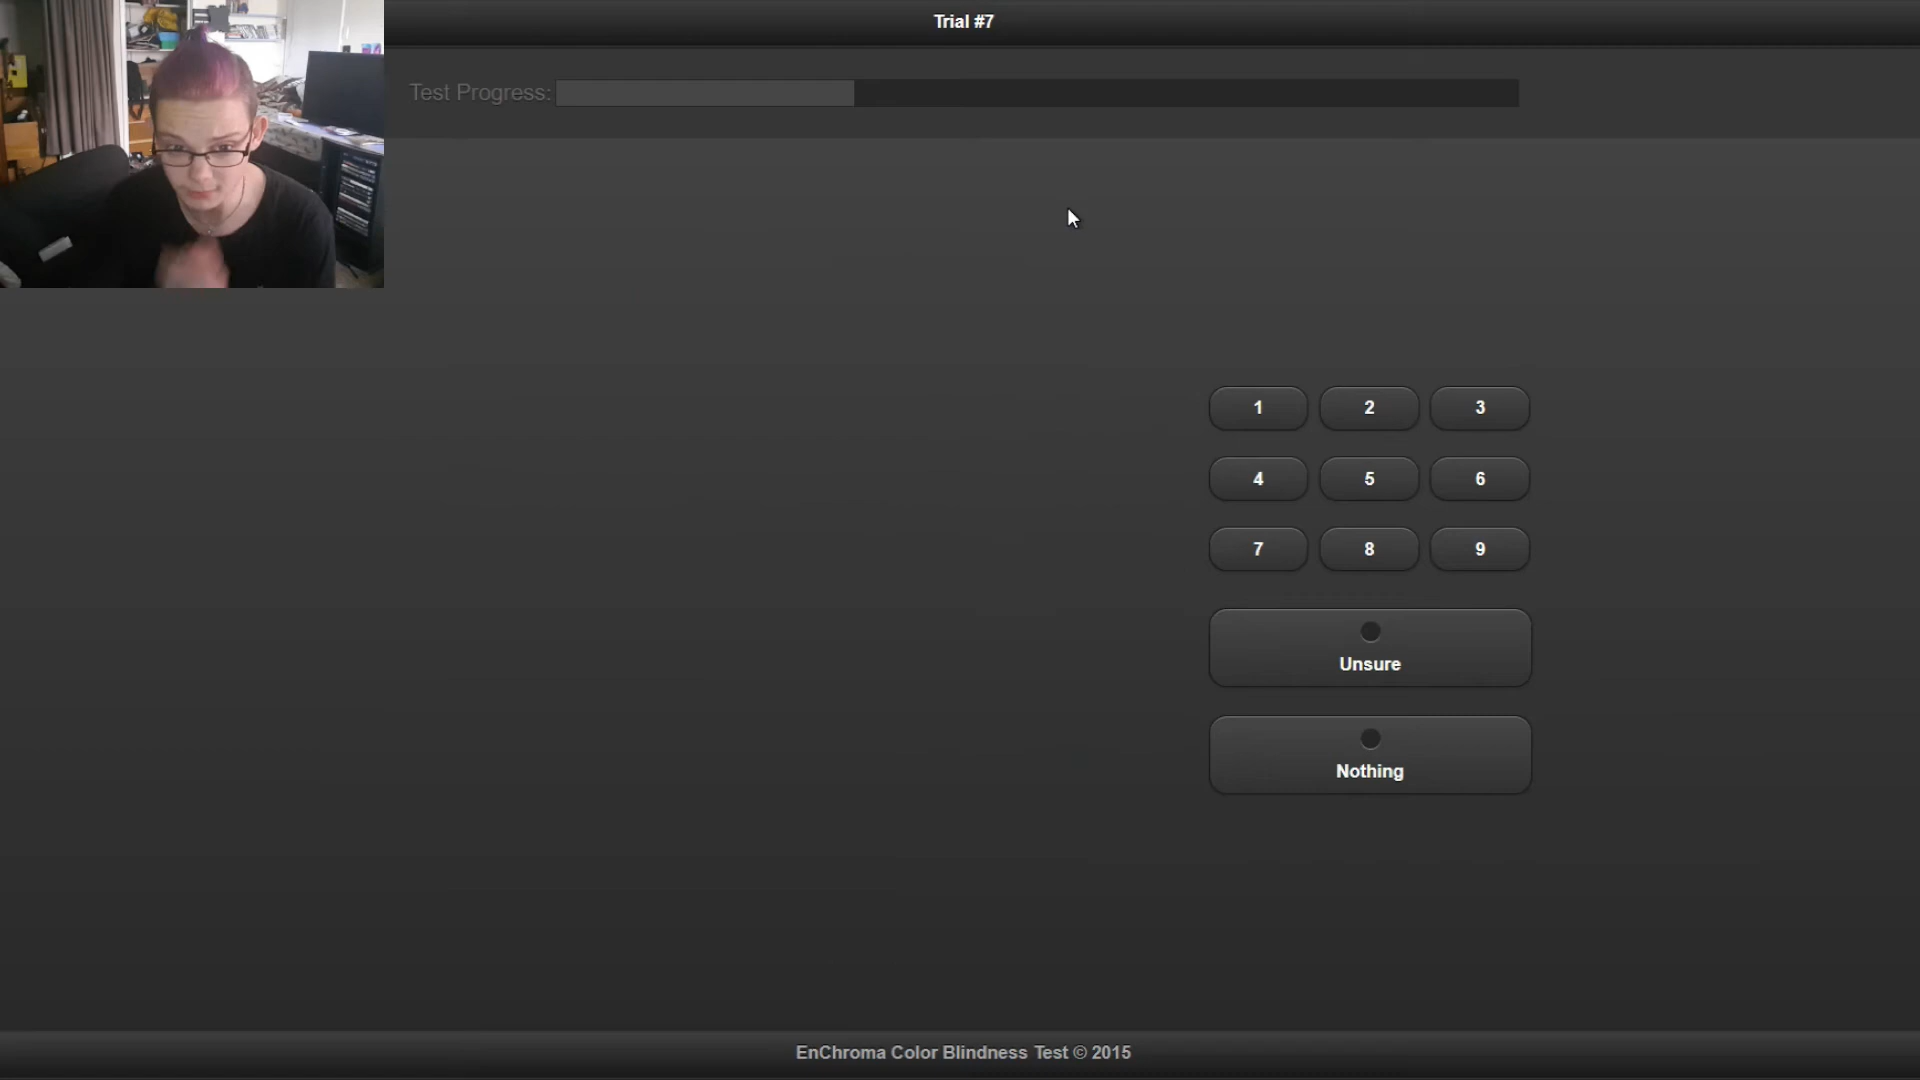 Trial #7
Test Progress:
1 2 3
4 5 6
7 8 9
Unsure
Nothing
EnChroma Color Blindness Test © 2015